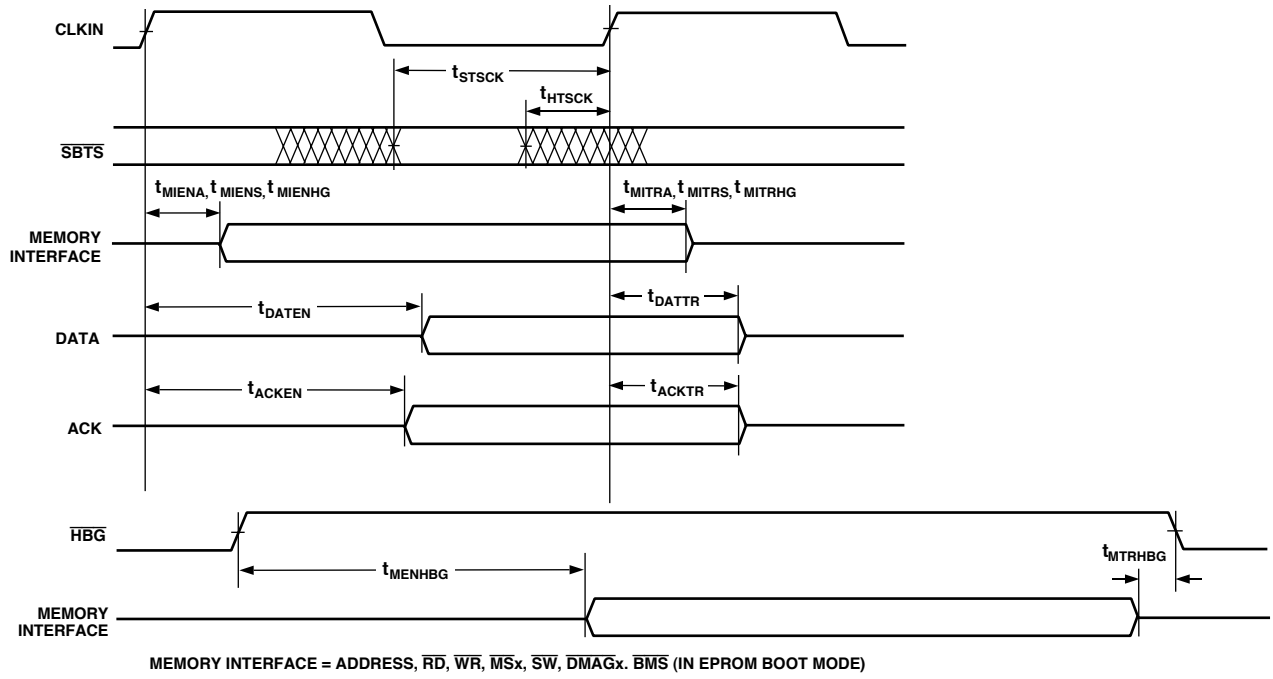 CLKIN
tSTSCK
tHTSCK
SBTS
tMIENA, tMIENS, tMIENHG
tMITRA, tMITRS, tMITRHG
MEMORY
INTERFACE
tDATEN
tDATTR
DATA
tACKEN
tACKTR
ACK
HBG
tMENHBG
tMTRHBG
MEMORY
INTERFACE
MEMORY INTERFACE = ADDRESS, RD, WR, MSx, SW, DMAGx. BMS (IN EPROM BOOT MODE)